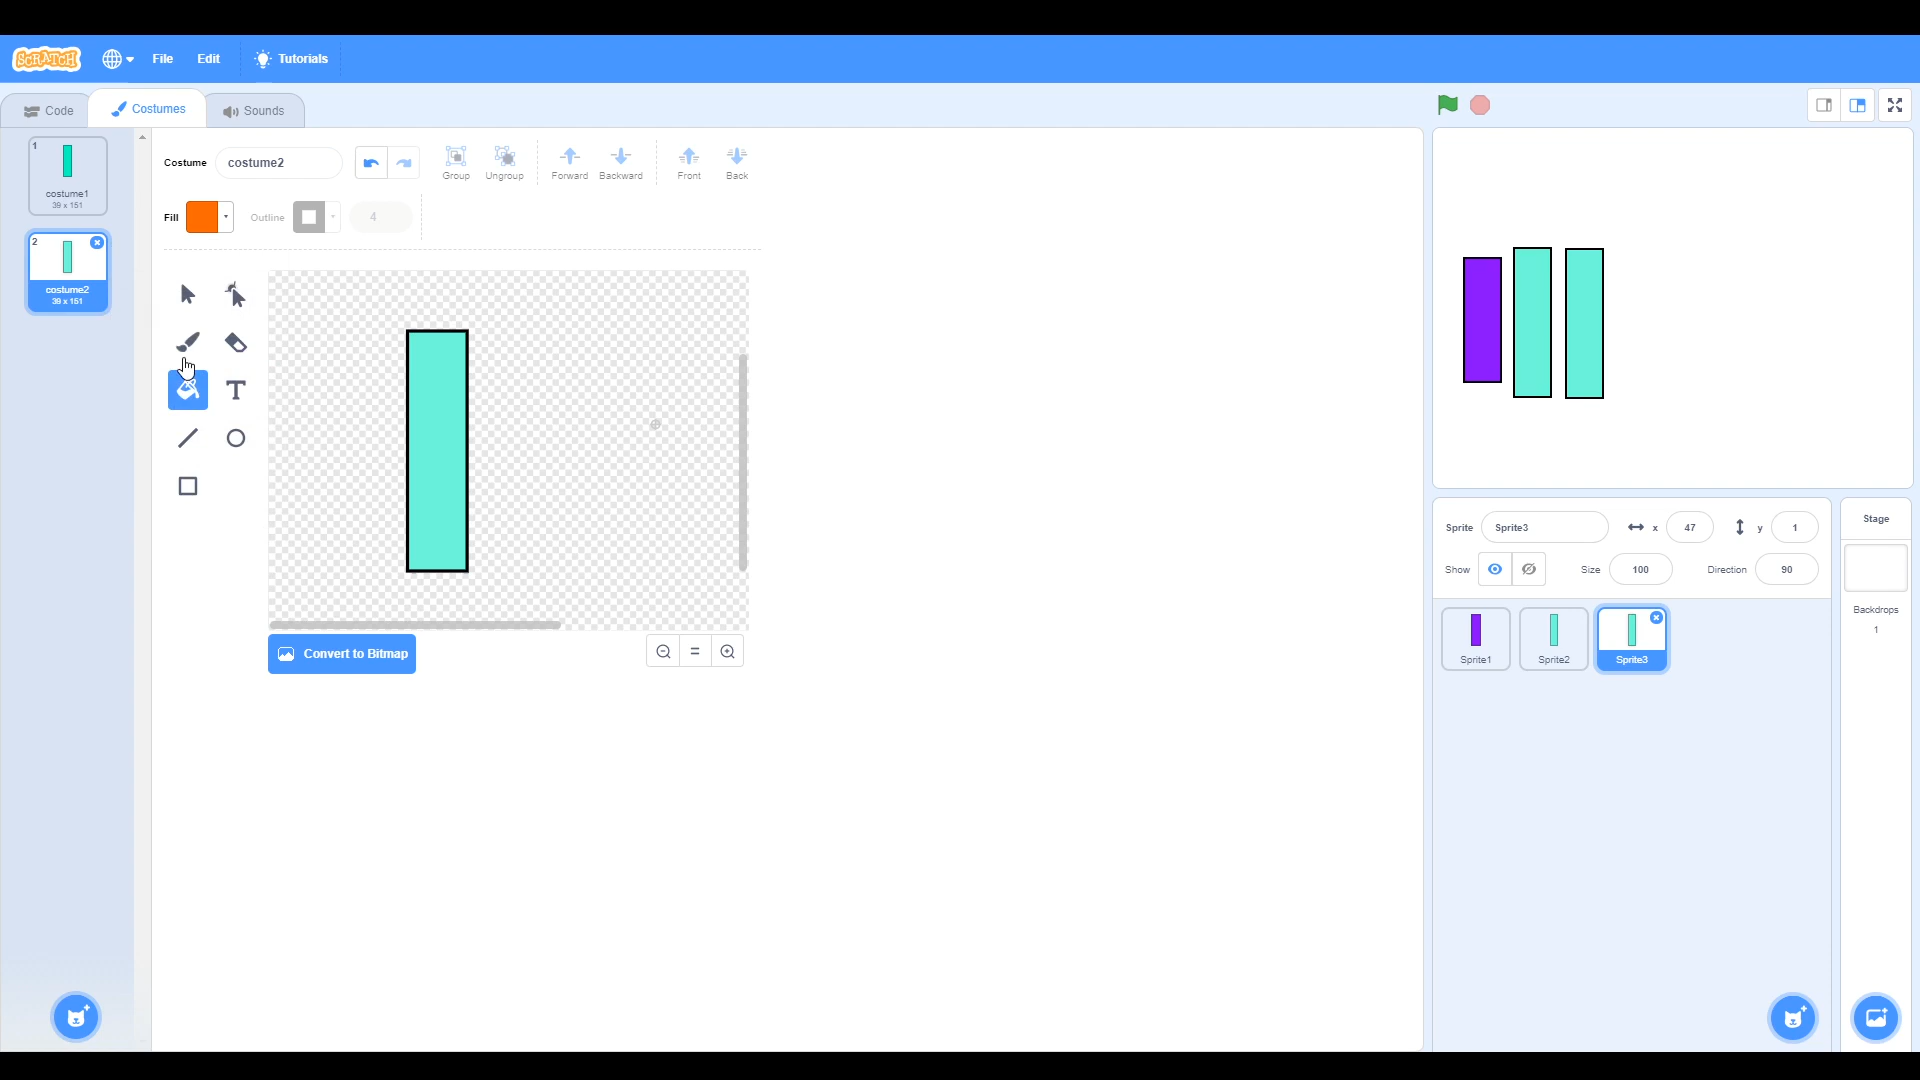 SCRATCH File Edit Tutorials
Code Costumes Sounds
1
costume1
39 x 151
2
costume2
39 x 151
Costume costume2
Group Ungroup Forward Backward Front Back
Fill Outline 4
T
Convert to Bitmap
Sprite Sprite3 x 47 y 1
Show Size 100 Direction 90
Sprite1 Sprite2 Sprite3
Stage
Backdrops
1